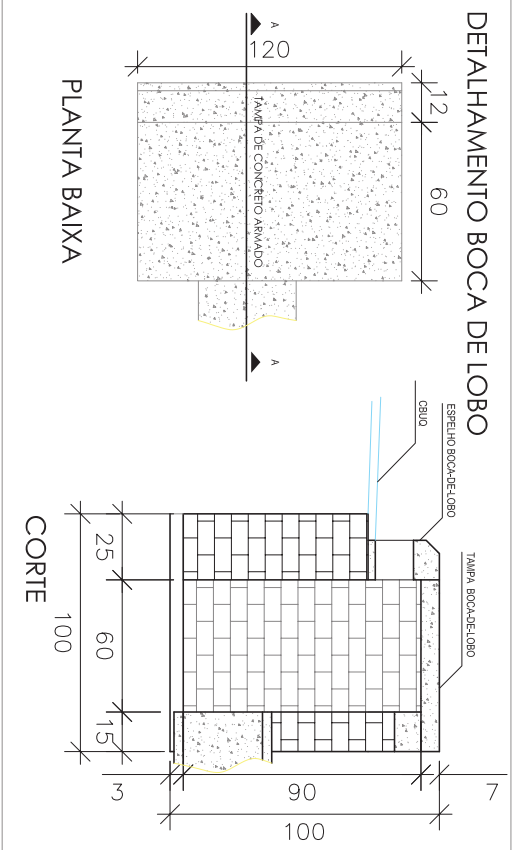 DETALHAMENTO BOCA DE LOBO
A
120
12
60
TAMPA DE CONCRETO ARMADO
A
PLANTA BAIXA
CBUQ
ESPELHO BOCA-DE-LOBO
TAMPA BOCA-DE-LOBO
25
60
15
100
3
90
7
100
CORTE